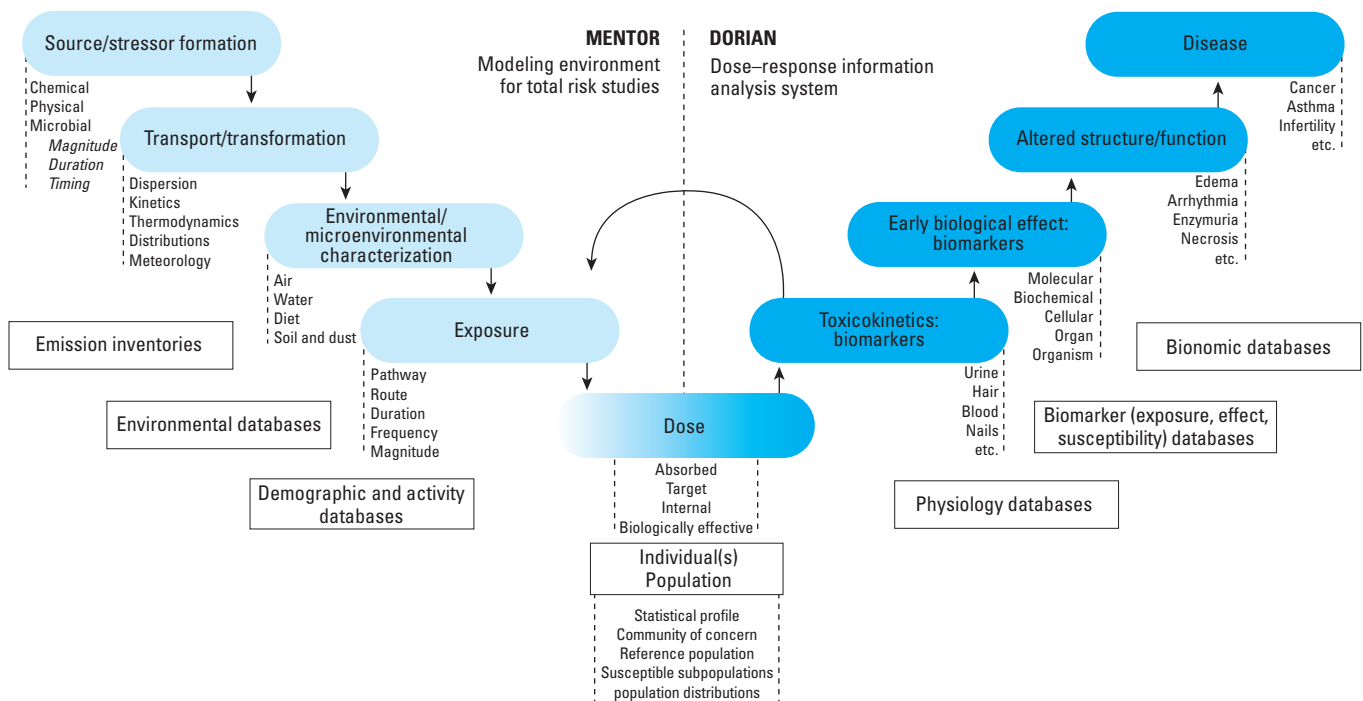 Source/stressor formation
Chemical
Physical
Microbial
Magnitude
Duration
Timing
Transport/transformation
Dispersion
Kinetics
Thermodynamics
Distributions
Meteorology
Environmental/
microenvironmental
characterization
Air
Water
Diet
Soil and dust
Exposure
Pathway
Route
Duration
Frequency
Magnitude
Emission inventories
Environmental databases
Demographic and activity
databases
MENTOR
Modeling environment
for total risk studies
DORIAN
Dose–response information
analysis system
Dose
Absorbed
Target
Internal
Biologically effective
Individual(s)
Population
Statistical profile
Community of concern
Reference population
Susceptible subpopulations
population distributions
Toxicokinetics:
biomarkers
Urine
Hair
Blood
Nails
etc.
Early biological effect:
biomarkers
Molecular
Biochemical
Cellular
Organ
Organism
Altered structure/function
Edema
Arrhythmia
Enzymuria
Necrosis
etc.
Disease
Cancer
Asthma
Infertility
etc.
Bionomic databases
Biomarker (exposure, effect,
susceptibility) databases
Physiology databases